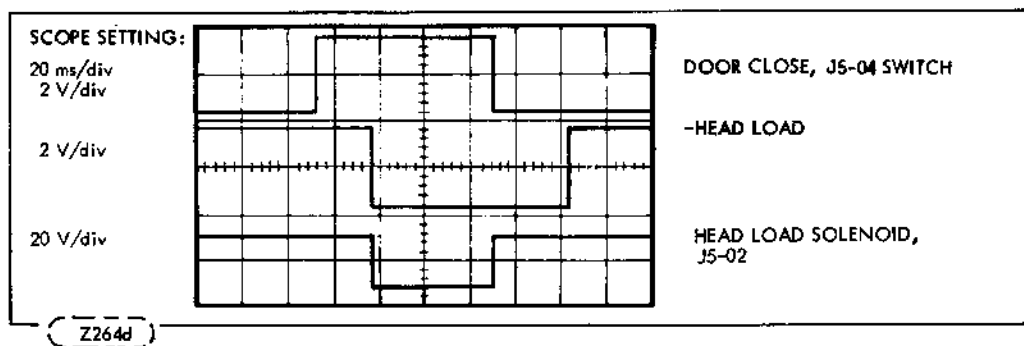 SCOPE SETTING:
20 ms/div
2 V/div
DOOR CLOSE, J5-04 SWITCH
2 V/div
-HEAD LOAD
20 V/div
HEAD LOAD SOLENOID,
J5-02
Z264d